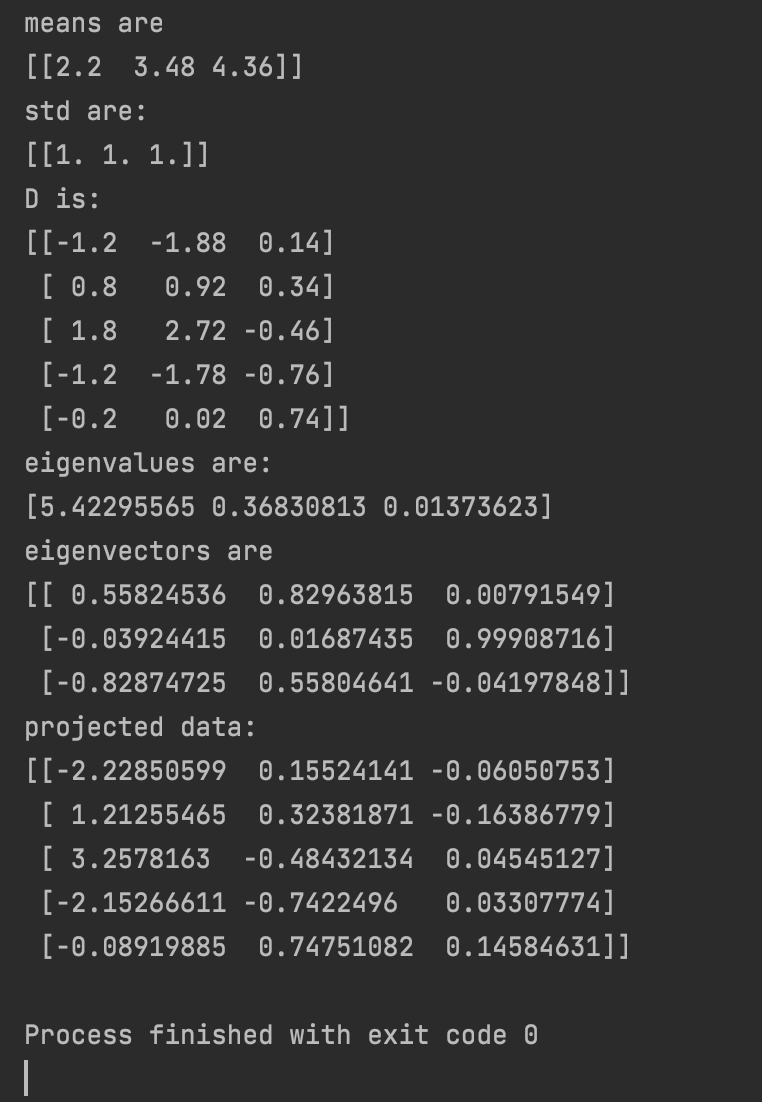 means are
[[2.2  3.48 4.36]]
std are:
[[1. 1. 1.]]
D is:
[[-1.2  -1.88  0.14]
 [ 0.8   0.92  0.34]
 [ 1.8   2.72 -0.46]
 [-1.2  -1.78 -0.76]
 [-0.2   0.02  0.74]]
eigenvalues are:
[5.42295565 0.36830813 0.01373623]
eigenvectors are
[[ 0.55824536  0.82963815  0.00791549]
 [-0.03924415  0.01687435  0.99908716]
 [-0.82874725  0.55804641 -0.04197848]]
projected data:
[[-2.22850599  0.15524141 -0.06050753]
 [ 1.21255465  0.32381871 -0.16386779]
 [ 3.2578163  -0.48432134  0.04545127]
 [-2.15266611 -0.7422496   0.03307774]
 [-0.08919885  0.74751082  0.14584631]]
Process finished with exit code 0